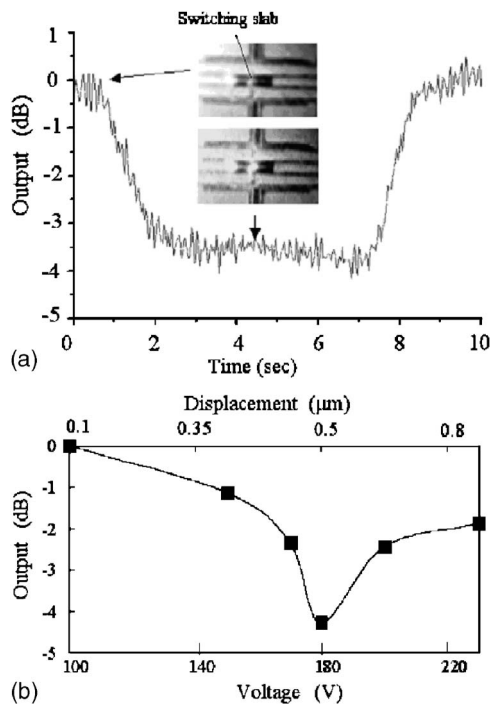 Switching slab
1
0
-1
-2
-3
-4
-5
Output (dB)
0 2 4 6 8 10
Time (sec)
(a)
Displacement (μm)
0.1 0.35 0.5 0.8
0
-1
-2
-3
-4
-5
Output (dB)
100 140 180 220
Voltage (V)
(b)